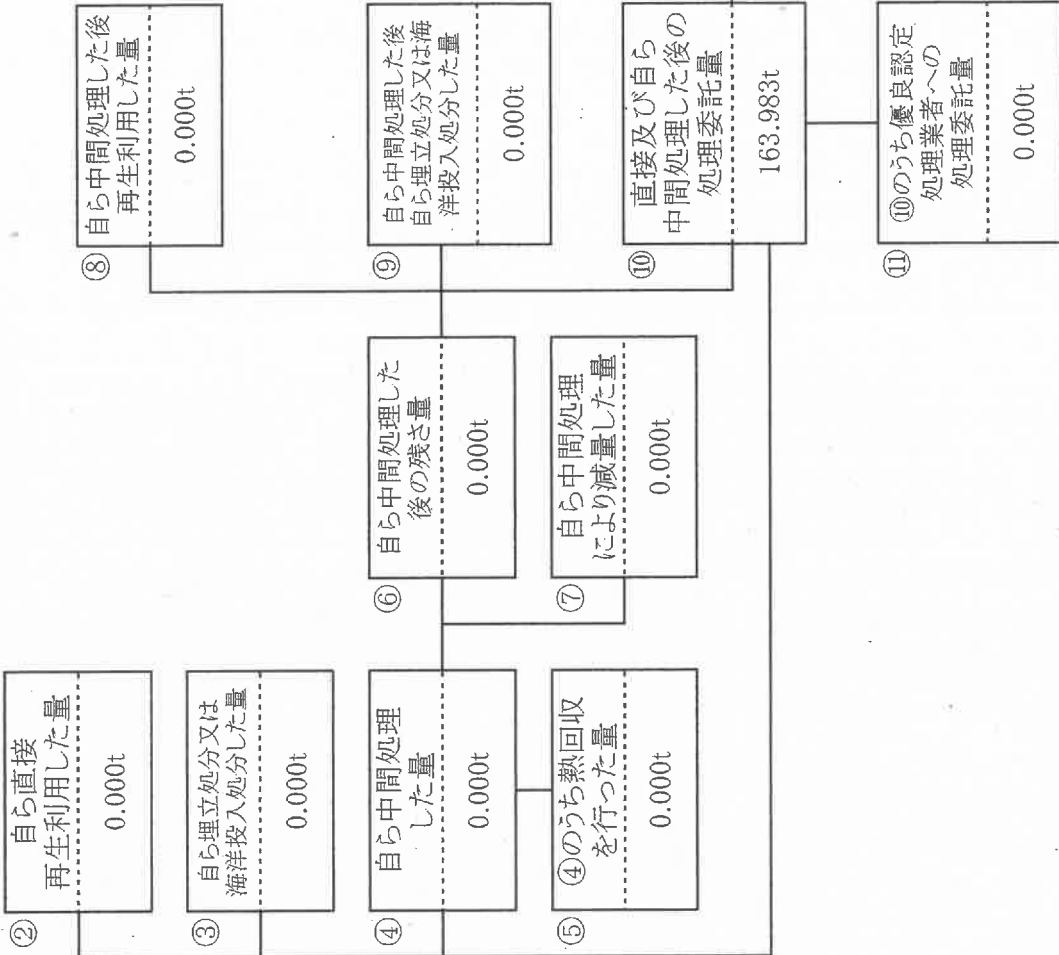 ②
自ら直接
再生利用した量
0.000t
③
自ら埋立処分又は
海洋投入処分した量
0.000t
④
自ら中間処理
した量
0.000t
⑤
④のうち熱回収
を行った量
0.000t
⑥
自ら中間処理した
後の残さ量
0.000t
⑦
自ら中間処理
により減量した量
0.000t
⑧
自ら中間処理した後
再生利用した量
0.000t
⑨
自ら中間処理した後
自ら埋立処分又は海
洋投入処分した量
0.000t
⑩
直接及び自ら
中間処理した後の
処理委託量
163.983t
⑪
⑩のうち優良認定
処理業者への
処理委託量
0.000t